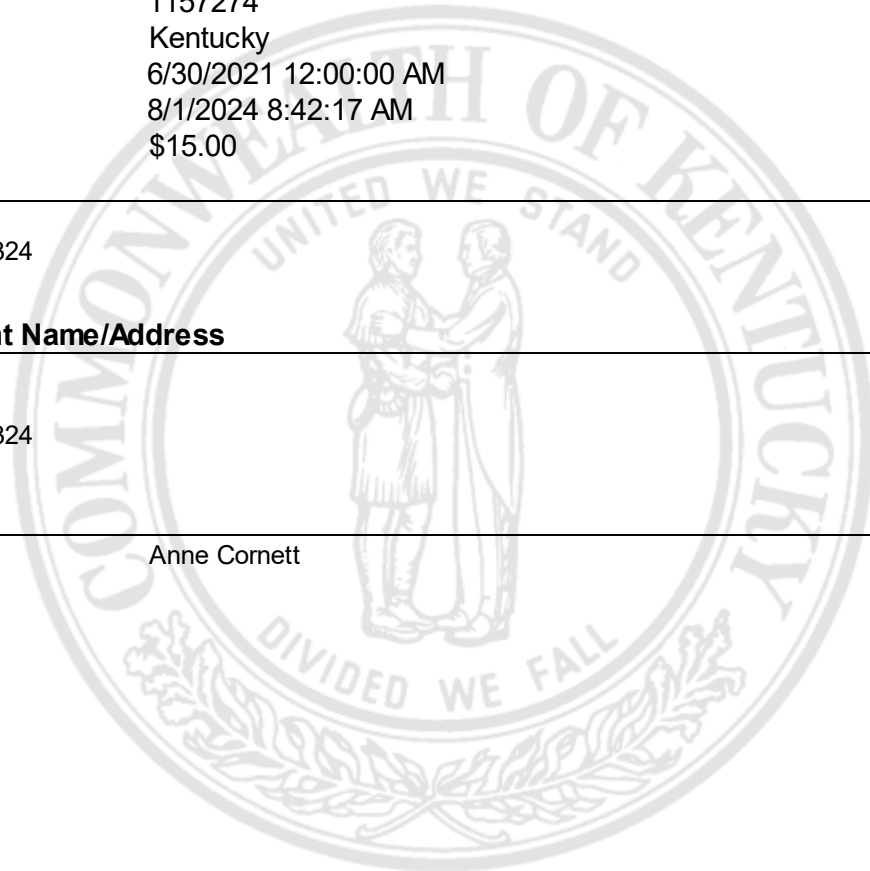 1157274
Kentucky
6/30/2021 12:00:00 AM
8/1/2024 8:42:17 AM
$15.00
324
nt Name/Address
324
Anne Cornett
COMMONWEALTH OF KENTUCKY
UNITED WE STAND
DIVIDED WE FALL